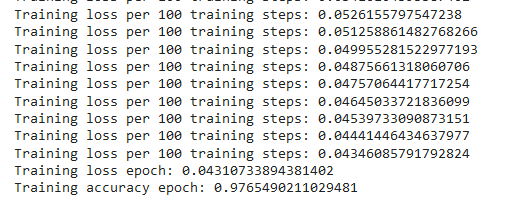 Training loss per 100 training steps: 0.0526155797547238
Training loss per 100 training steps: 0.051258861482768266
Training loss per 100 training steps: 0.049955281522977193
Training loss per 100 training steps: 0.04875661318060706
Training loss per 100 training steps: 0.04757064417717254
Training loss per 100 training steps: 0.04645033721836099
Training loss per 100 training steps: 0.04539733090873151
Training loss per 100 training steps: 0.04441446434637977
Training loss per 100 training steps: 0.04346085791792824
Training loss epoch: 0.04310733894381402
Training accuracy epoch: 0.9765490211029481